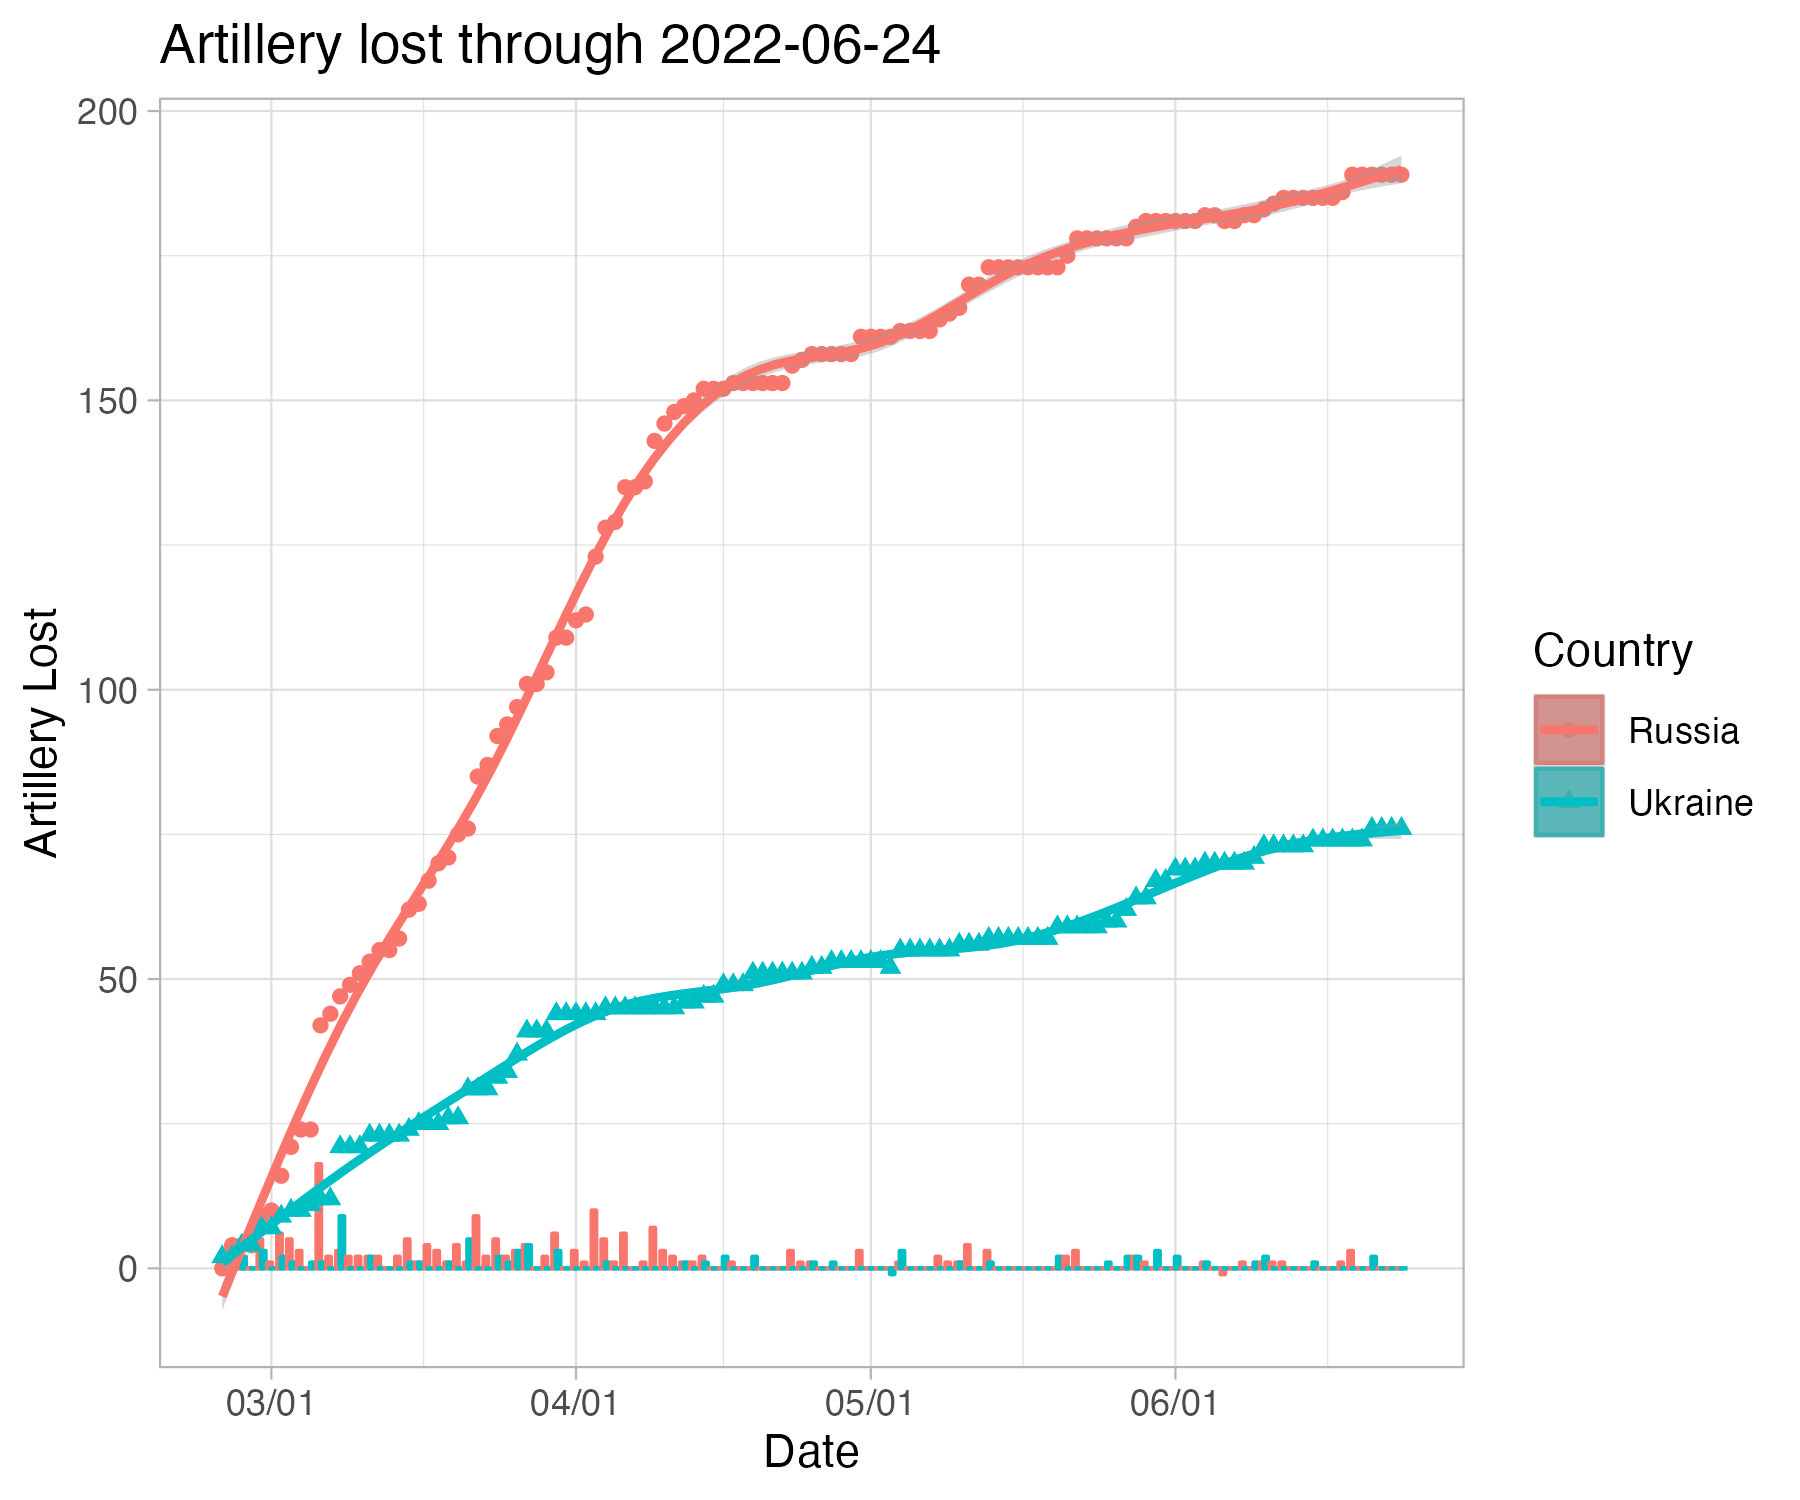 Artillery lost through 2022-06-24
200
150
100
50
0
Artillery Lost
03/01 04/01 05/01 06/01
Date
Country
Russia
Ukraine